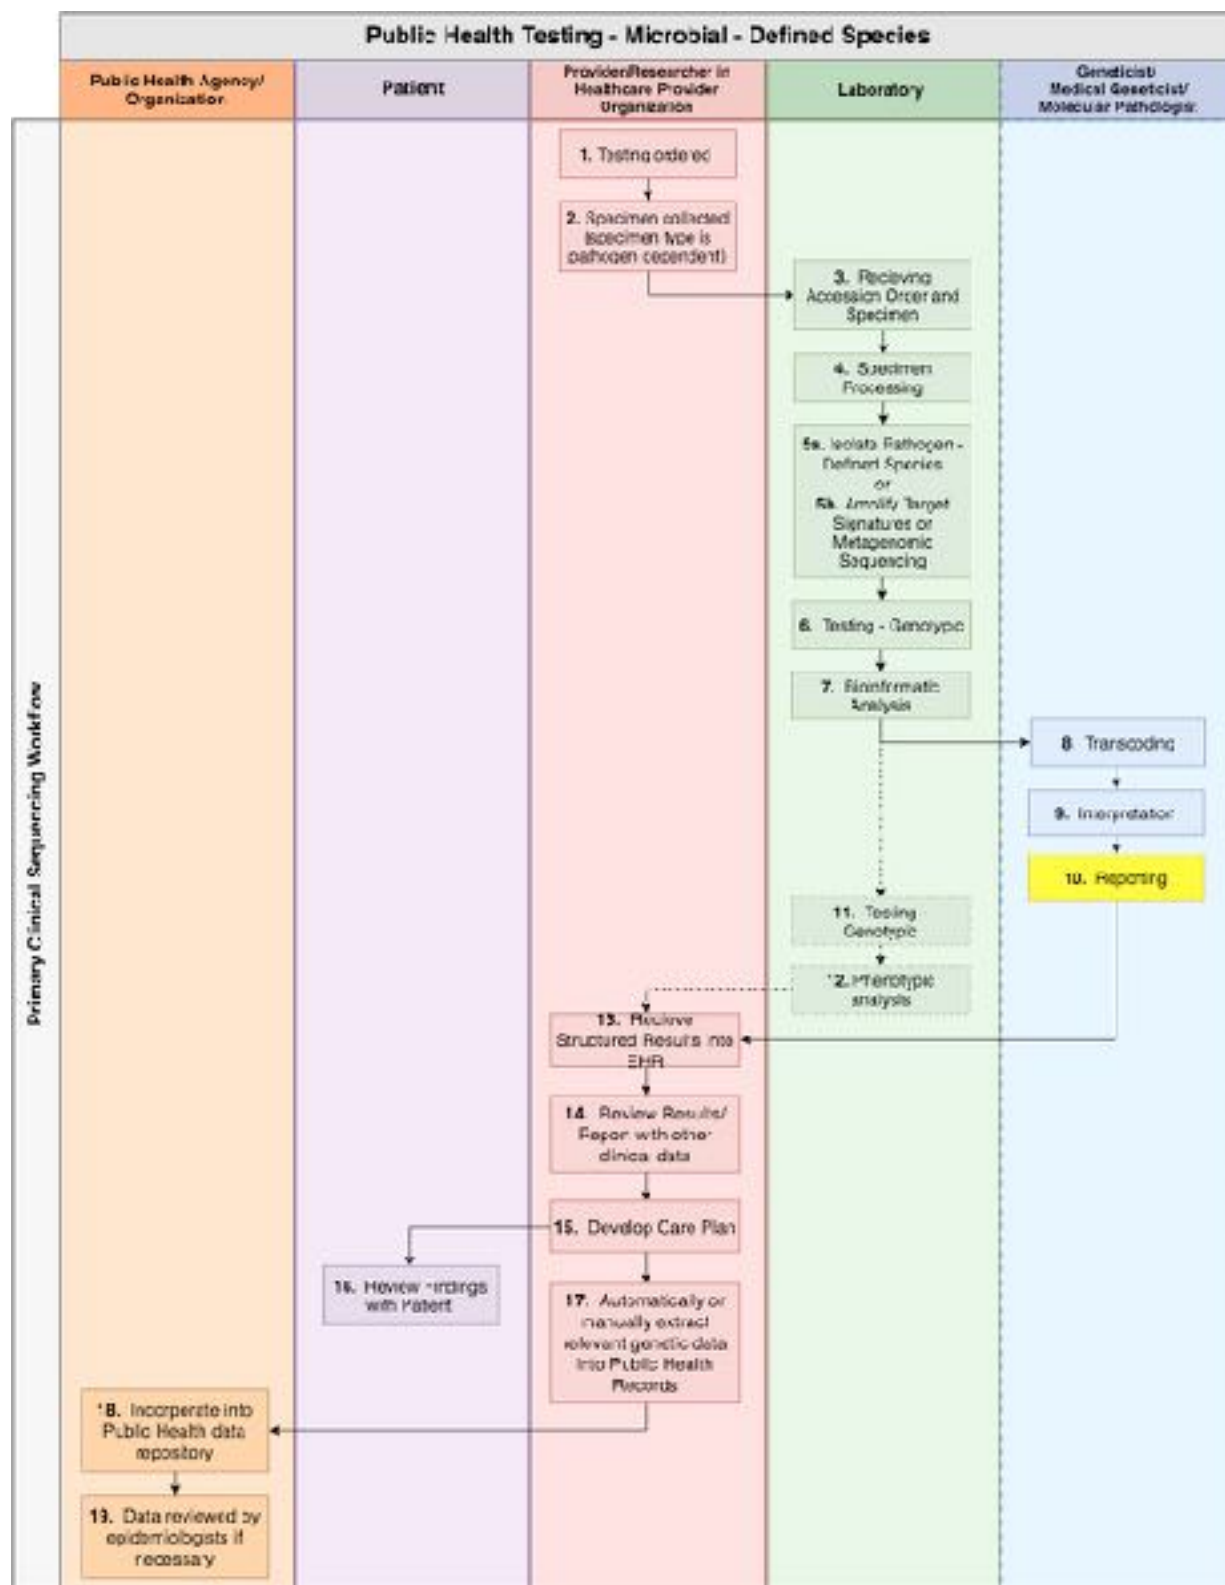 Public Health Testing - Microbial - Defined Species
Public Health Agency/
Organization
Patient
Provider/Researcher in
Healthcare Provider
Organization
Laboratory
Geneticist/
Medical Geneticist/
Molecular Pathologist
Primary Clinical Sequencing Workflow
1. Testing ordered
2. Specimen collected
(specimen type is
pathogen dependent)
3. Recieving
Accession Order and
Specimen
4. Specimen
Processing
5a. Isolate Pathogen -
Defined Species
or
5b. Amplify Target
Signatures or
Metagenomic
Sequencing
6. Testing - Genotypic
7. Bioinformatic
Analysis
8. Transcoding
9. Interpretation
10. Reporting
11. Testing
Genotypic
12. Phenotypic
analysis
13. Recieve
Structured Results into
EHR
14. Review Results/
Report with other
clinical data
15. Develop Care Plan
16. Review Findings
with Patient
17. Automatically or
manually extract
relevant genetic data
into Public Health
Records
18. Incorperate into
Public Health data
repository
19. Data reviewed by
epidemiologists if
necessary